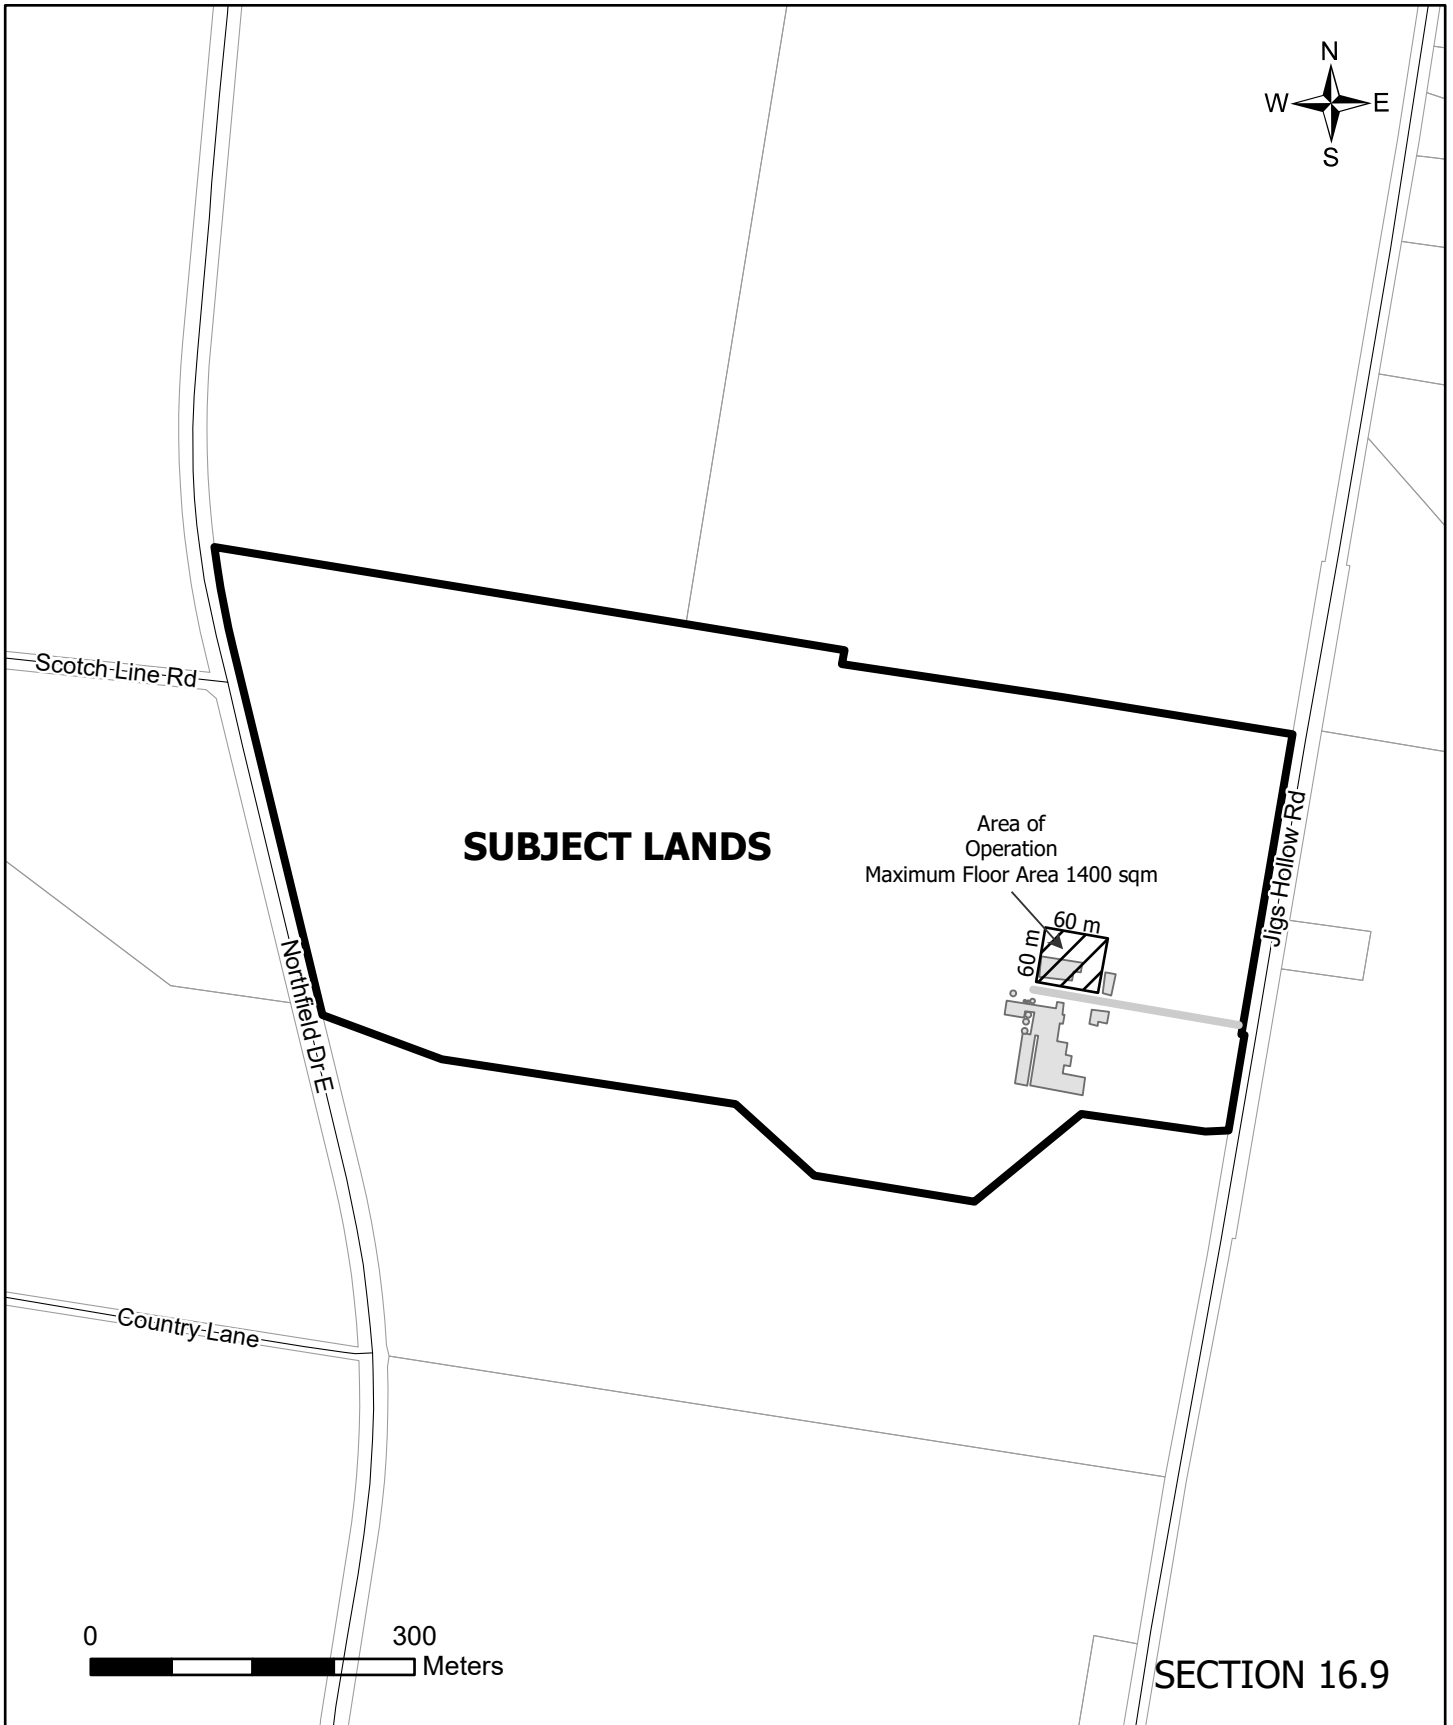 N
W E
S
Scotch Line Rd
SUBJECT LANDS
Area of
Operation
Maximum Floor Area 1400 sqm
60 m
60 m
Jigs Hollow Rd
Northfield Dr E
Country Lane
0 300
Meters
SECTION 16.9